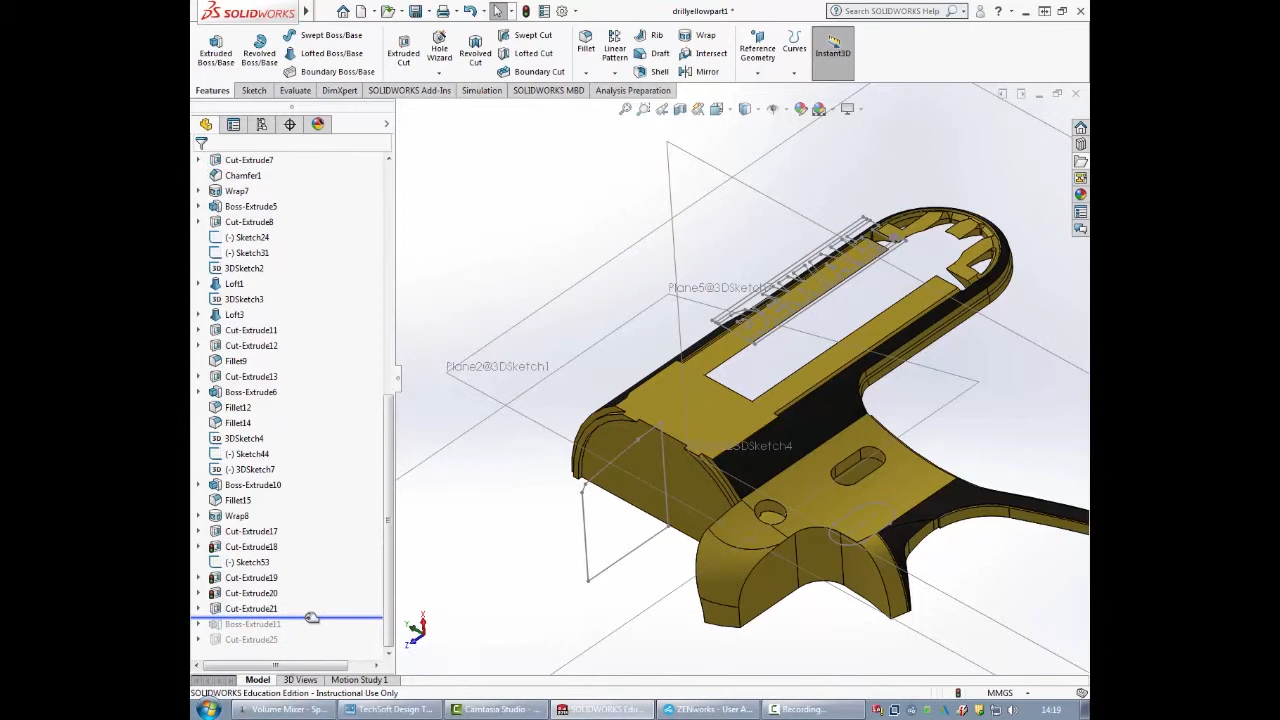 SOLIDWORKS
drillyellowpart1 *
Search SOLIDWORKS Help
Extruded Boss/Base
Revolved Boss/Base
Swept Boss/Base
Lofted Boss/Base
Boundary Boss/Base
Extruded Cut
Hole Wizard
Revolved Cut
Swept Cut
Lofted Cut
Boundary Cut
Fillet
Linear Pattern
Rib
Draft
Shell
Wrap
Intersect
Mirror
Reference Geometry
Curves
Instant3D
Features
Sketch
Evaluate
DimXpert
SOLIDWORKS Add-Ins
Simulation
SOLIDWORKS MBD
Analysis Preparation
Cut-Extrude7
Chamfer1
Wrap7
Boss-Extrude5
Cut-Extrude8
(-) Sketch24
(-) Sketch31
3DSketch2
Loft1
3DSketch3
Loft3
Cut-Extrude11
Cut-Extrude12
Fillet9
Cut-Extrude13
Boss-Extrude6
Fillet12
Fillet14
3DSketch4
(-) Sketch44
(-) 3DSketch7
Boss-Extrude10
Fillet15
Wrap8
Cut-Extrude17
Cut-Extrude18
(-) Sketch53
Cut-Extrude19
Cut-Extrude20
Cut-Extrude21
Boss-Extrude11
Cut-Extrude25
Plane2@3DSketch1
X
Y
Z
Model
3D Views
Motion Study 1
SOLIDWORKS Education Edition - Instructional Use Only
MMGS
Volume Mixer - Sp...
TechSoft Design T...
Camtasia Studio - ...
SOLIDWORKS Edu...
ZENworks - User A...
Recording...
14:19